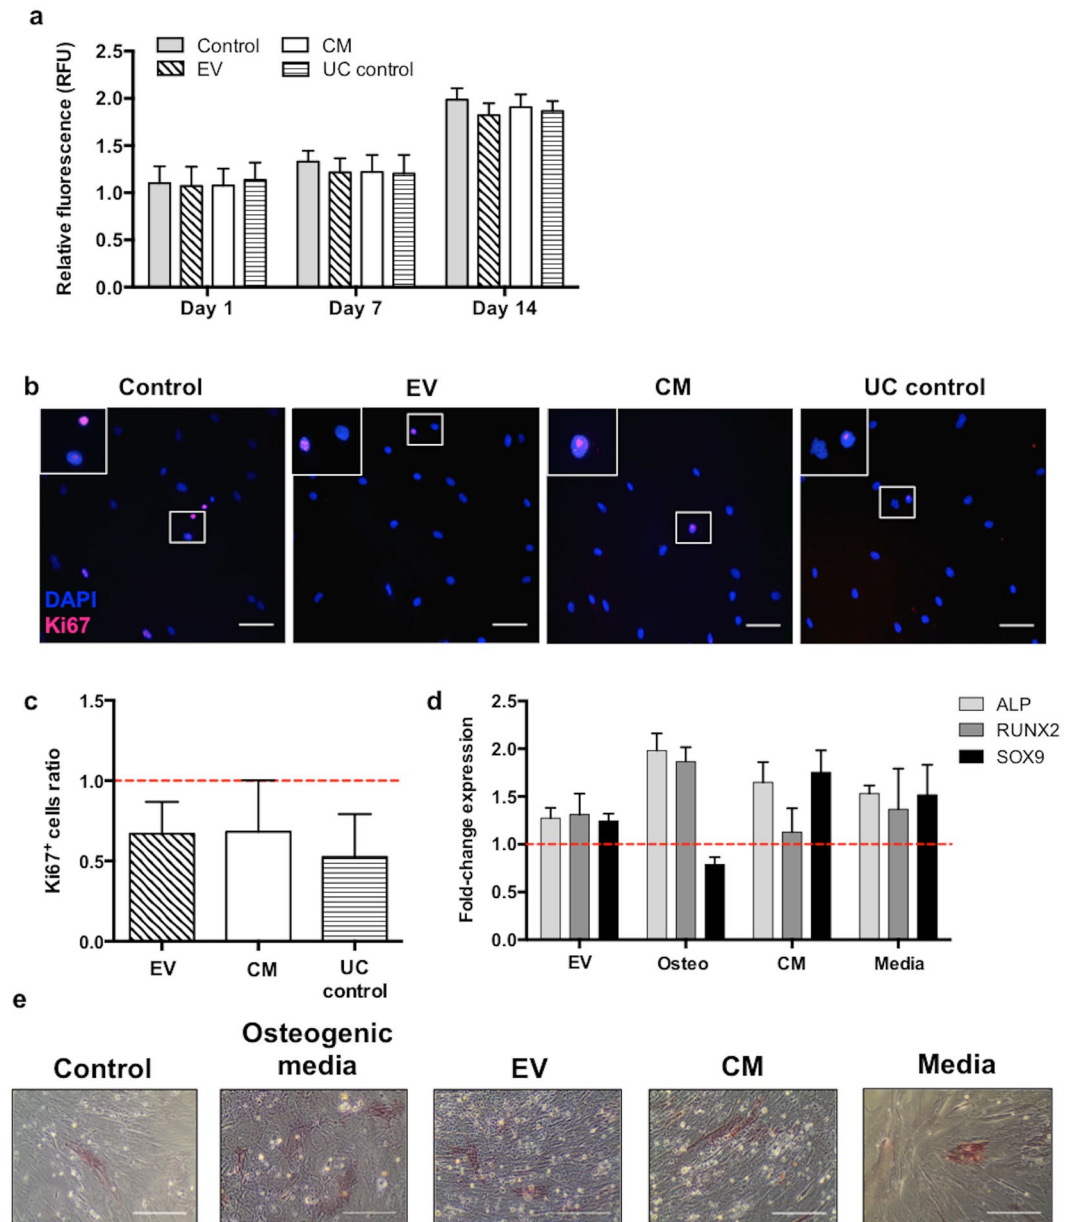 a
Control
CM
EV
UC control
Relative fluorescence (RFU)
2.5
2.0
1.5
1.0
0.5
0.0
Day 1
Day 7
Day 14
b
Control
EV
CM
UC control
DAPI
Ki67
c
Ki67+ cells ratio
1.5
1.0
0.5
0.0
EV
CM
UC
control
d
Fold-change expression
2.5
2.0
1.5
1.0
0.5
0.0
EV
Osteo
CM
Media
ALP
RUNX2
SOX9
e
Control
Osteogenic
media
EV
CM
Media